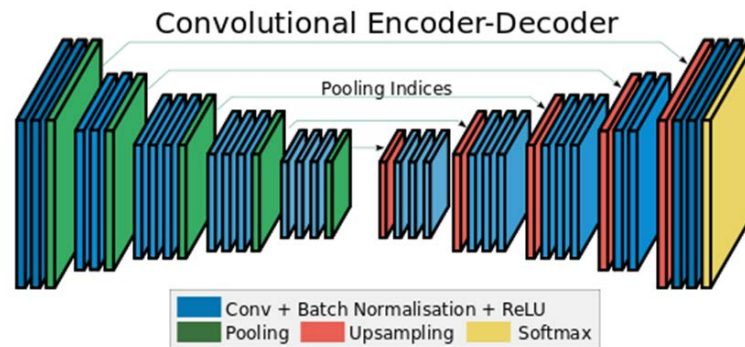 Convolutional Encoder-Decoder
Pooling Indices
Conv + Batch Normalisation + ReLU
Pooling Upsampling Softmax